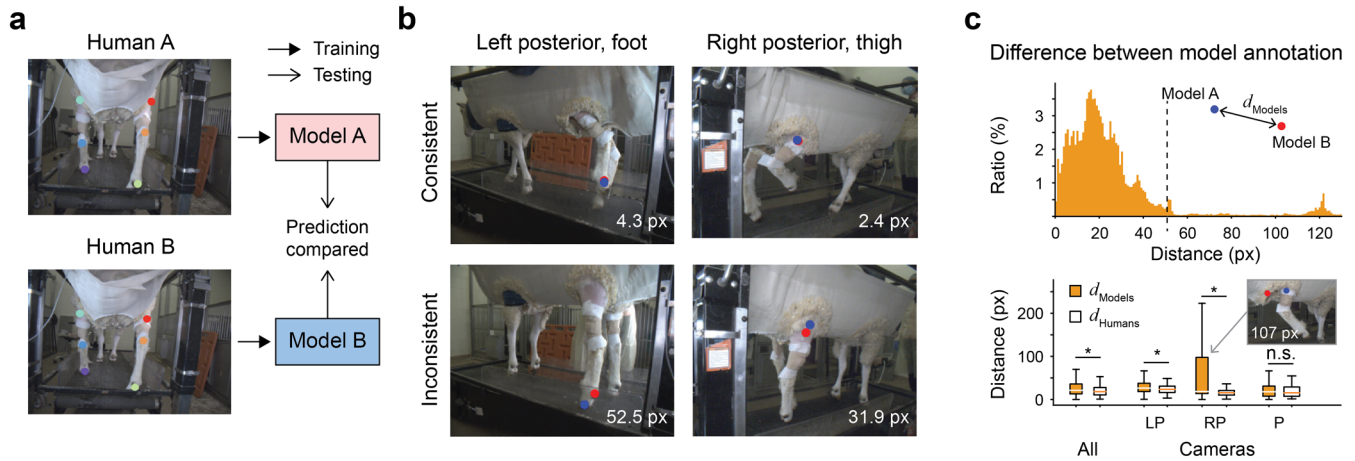 a
Human A
Training
Testing
Model A
Prediction
compared
Human B
Model B
b
Left posterior, foot
Right posterior, thigh
Consistent
4.3 px
2.4 px
Inconsistent
52.5 px
31.9 px
c
Difference between model annotation
Ratio (%)
3
2
1
Model A
dModels
Model B
0 20 40 60 80 100 120
Distance (px)
Distance (px)
200
100
0
dModels
dHumans
*
*
*
107 px
n.s.
LP RP P
All Cameras